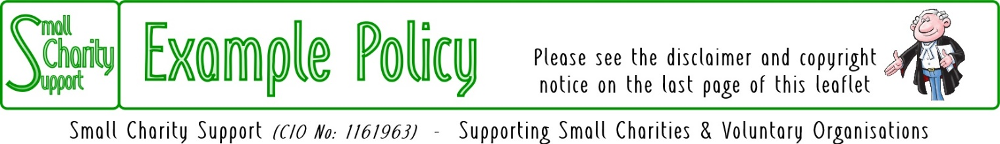 Small
Charity
Support
Example Policy
Please see the disclaimer and copyright
notice on the last page of this leaflet
Small Charity Support (CIO No: 1161963) - Supporting Small Charities & Voluntary Organisations